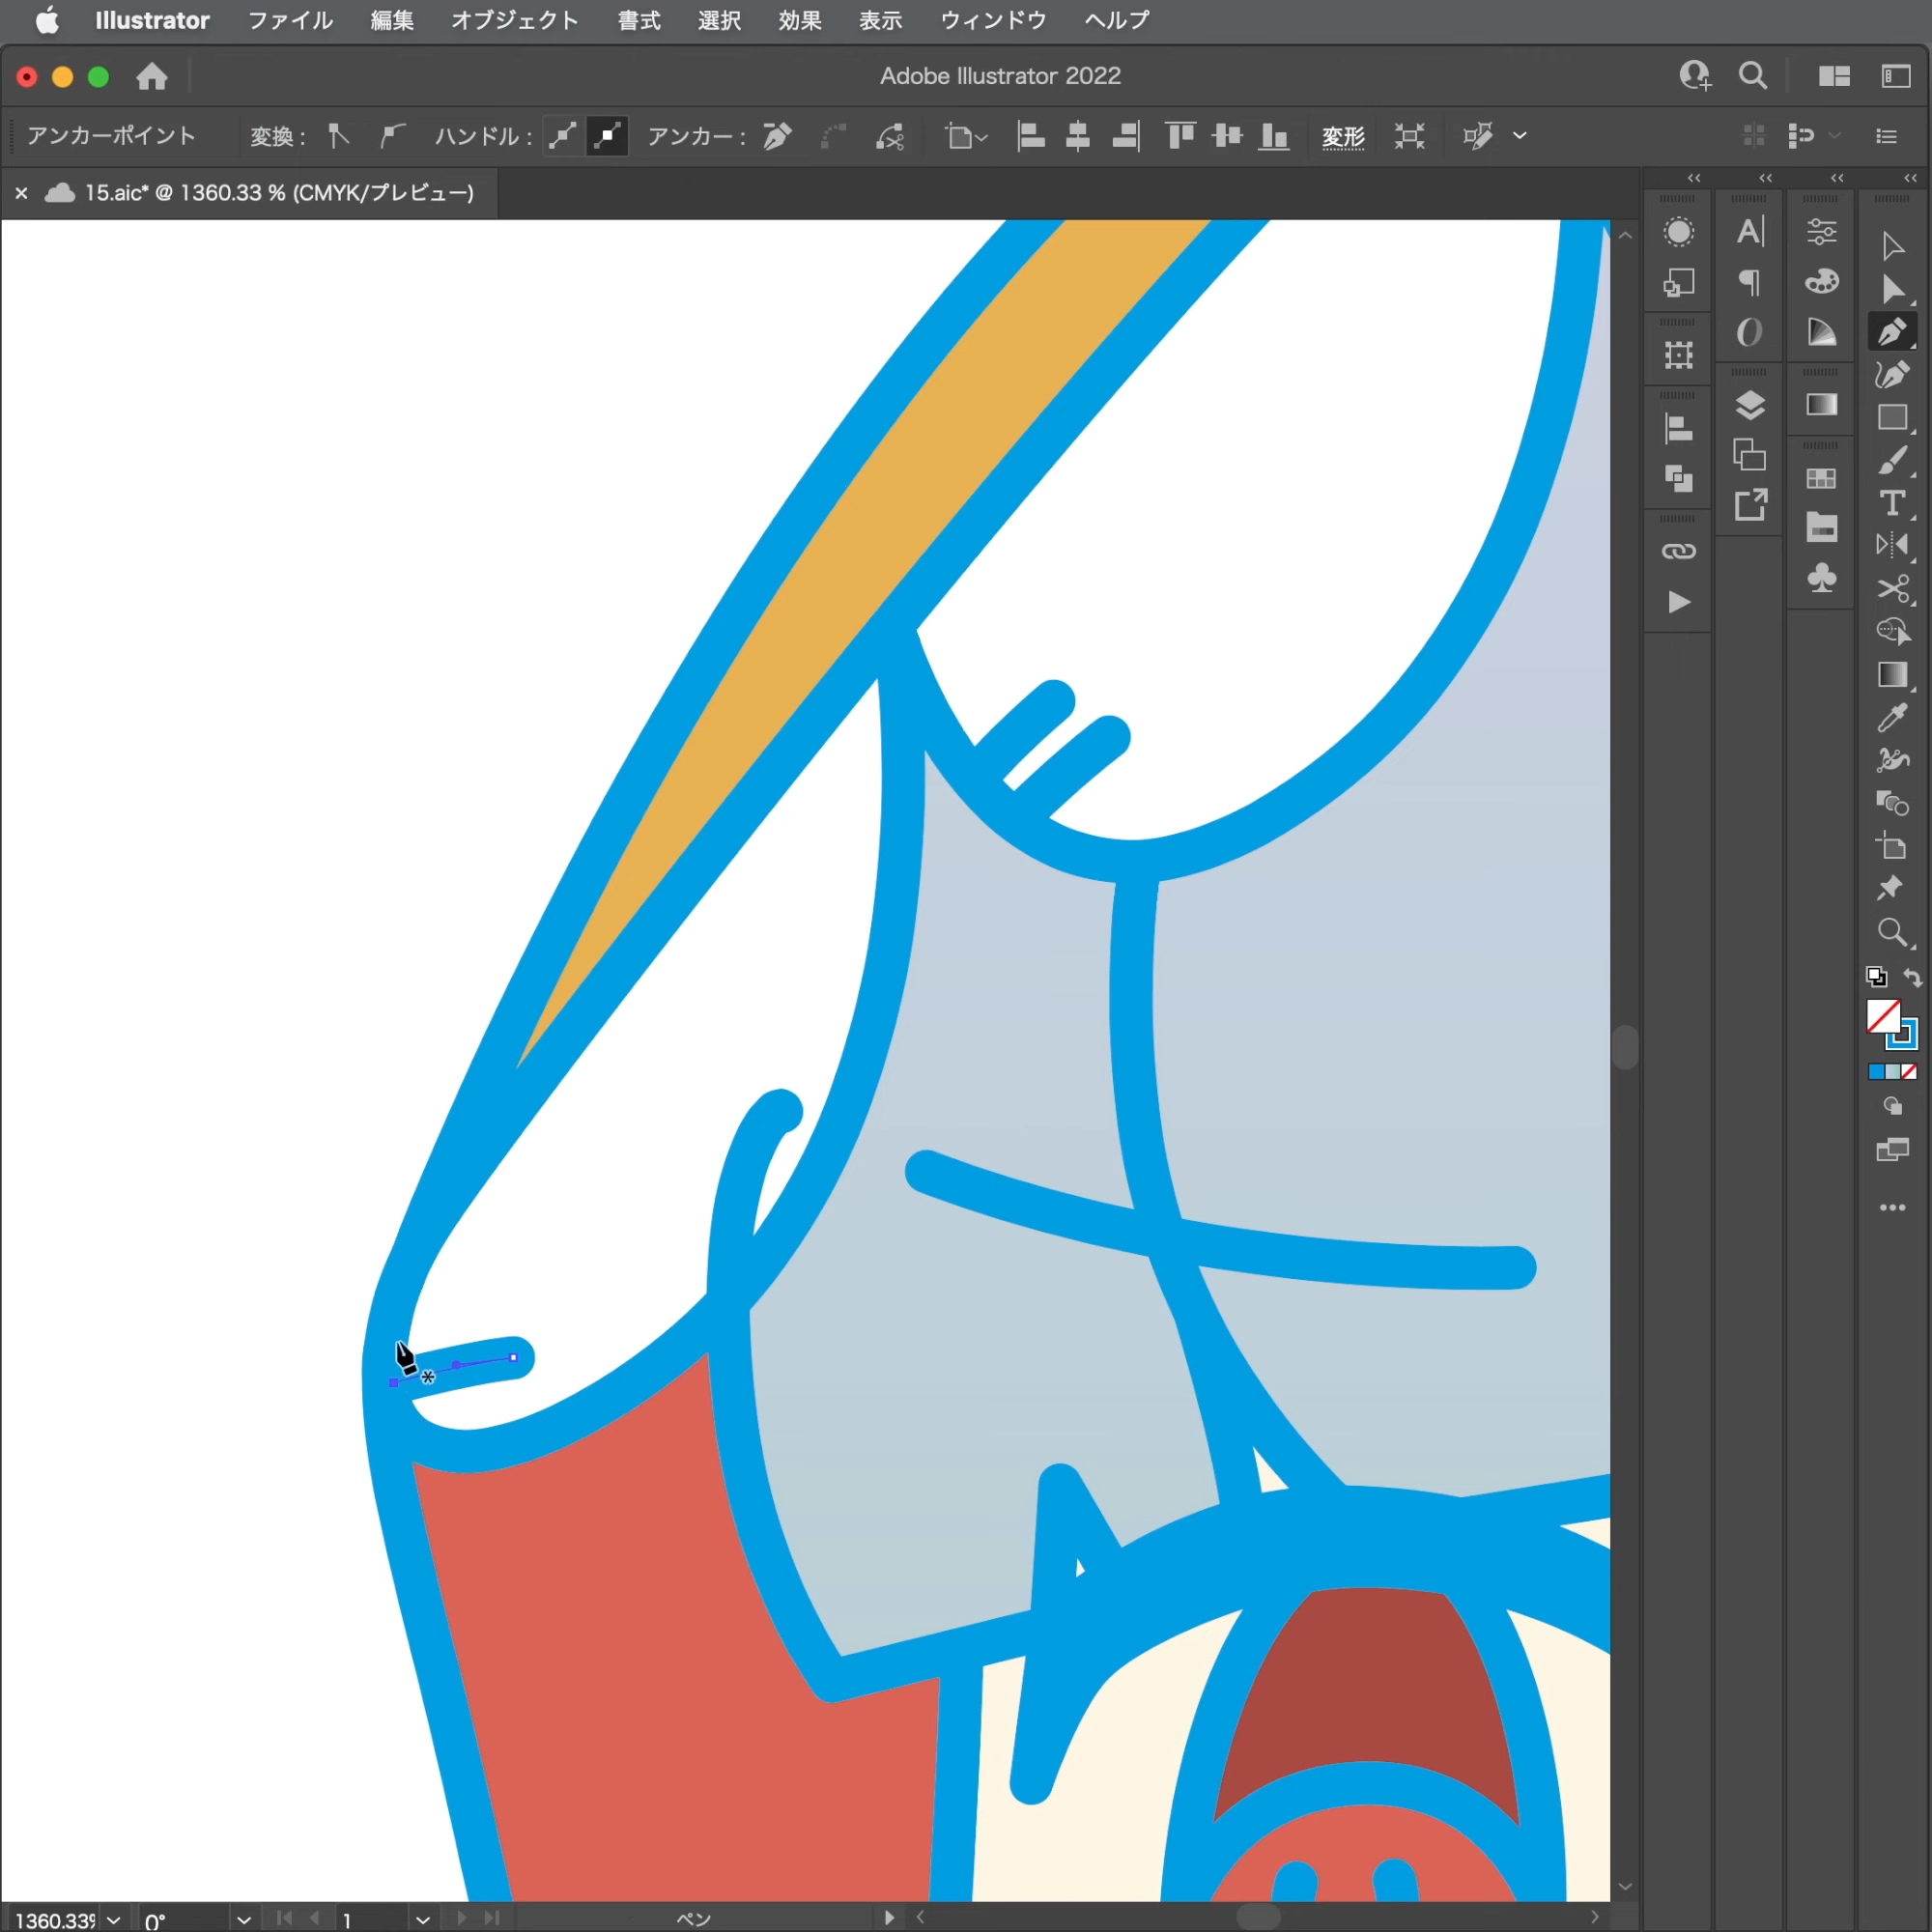 Illustrator ファイル 編集 オブジェクト 書式 選択 効果 表示 ウィンドウ ヘルプ
Adobe Illustrator 2022
アンカーポイント 変換： ハンドル： アンカー： 変形
15.aic* @ 1360.33 % (CMYK/プレビュー)
1360.33% 0° 1 ペン